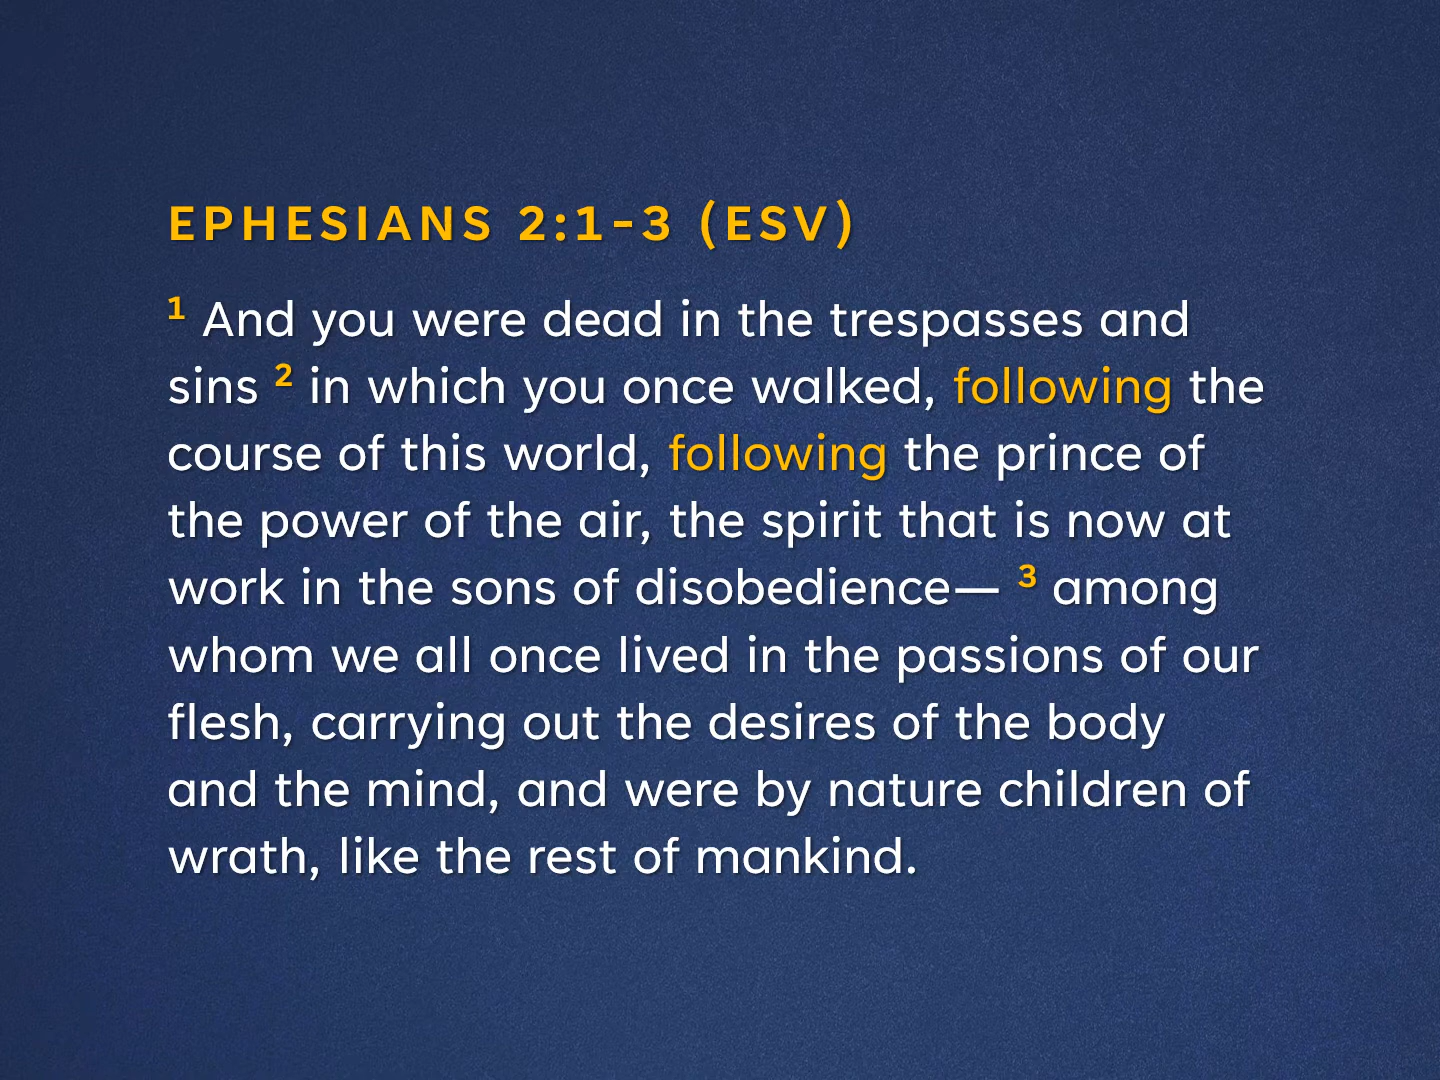 EPHESIANS 2:1-3 (ESV)
1 And you were dead in the trespasses and
sins 2 in which you once walked, following the
course of this world, following the prince of
the power of the air, the spirit that is now at
work in the sons of disobedience— 3 among
whom we all once lived in the passions of our
flesh, carrying out the desires of the body
and the mind, and were by nature children of
wrath, like the rest of mankind.